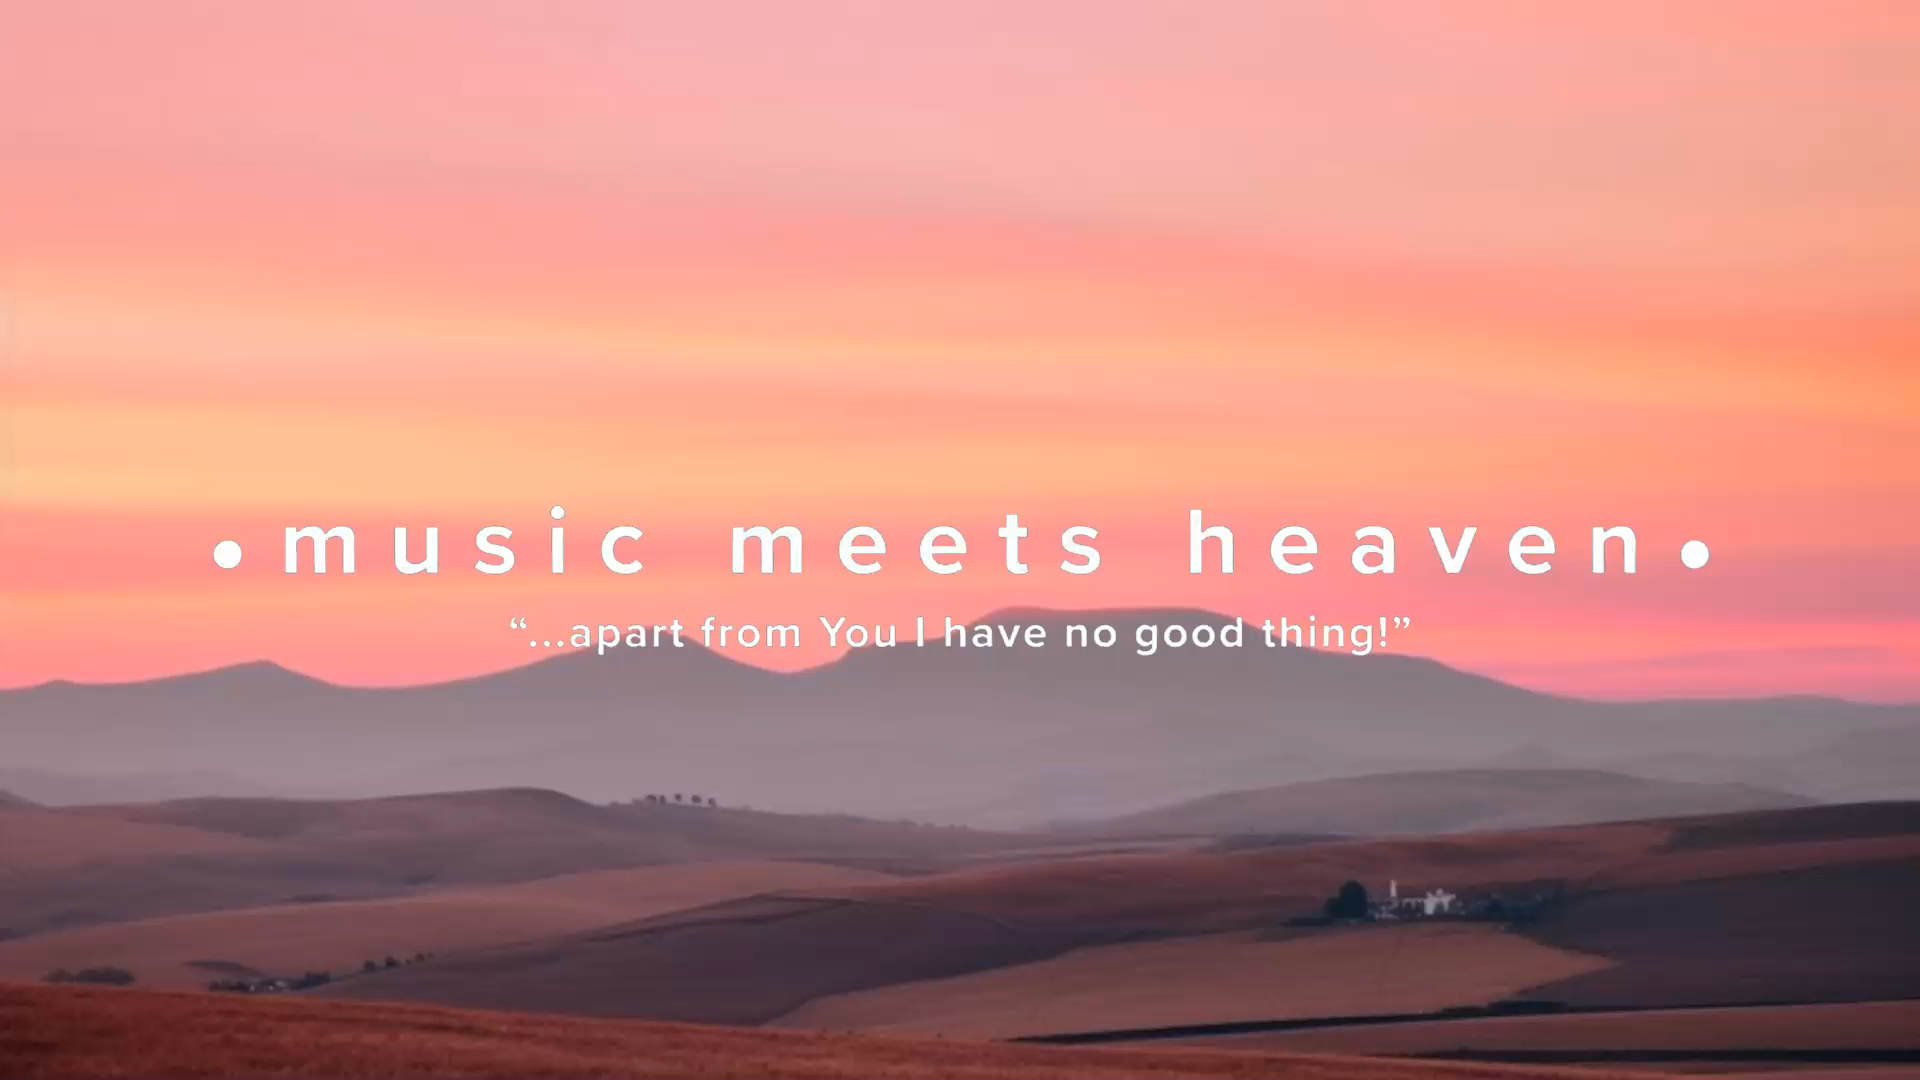 • music meets heaven •
“...apart from You I have no good thing!”